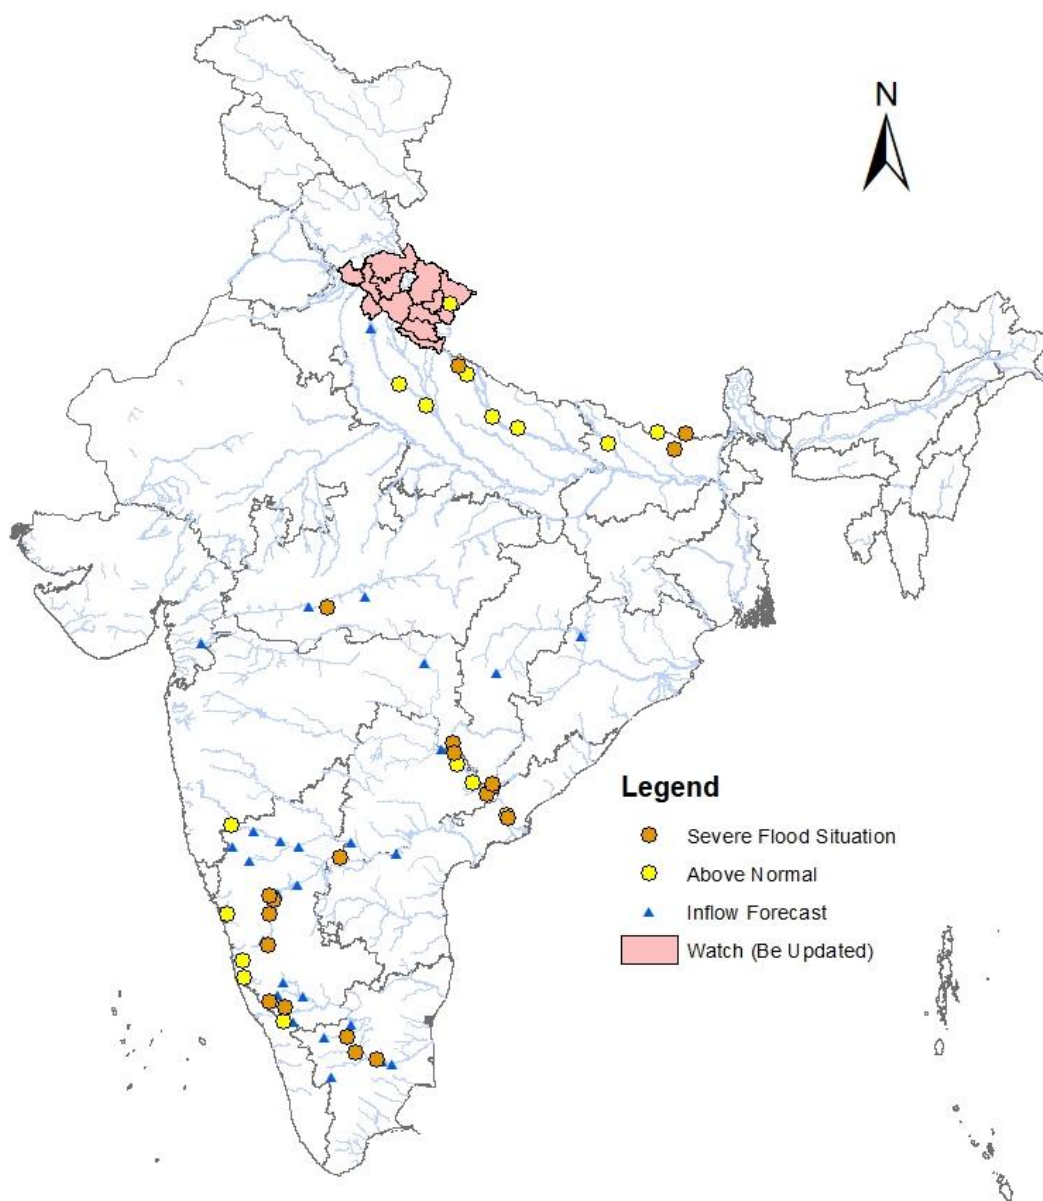 N
Legend
Severe Flood Situation
Above Normal
Inflow Forecast
Watch (Be Updated)